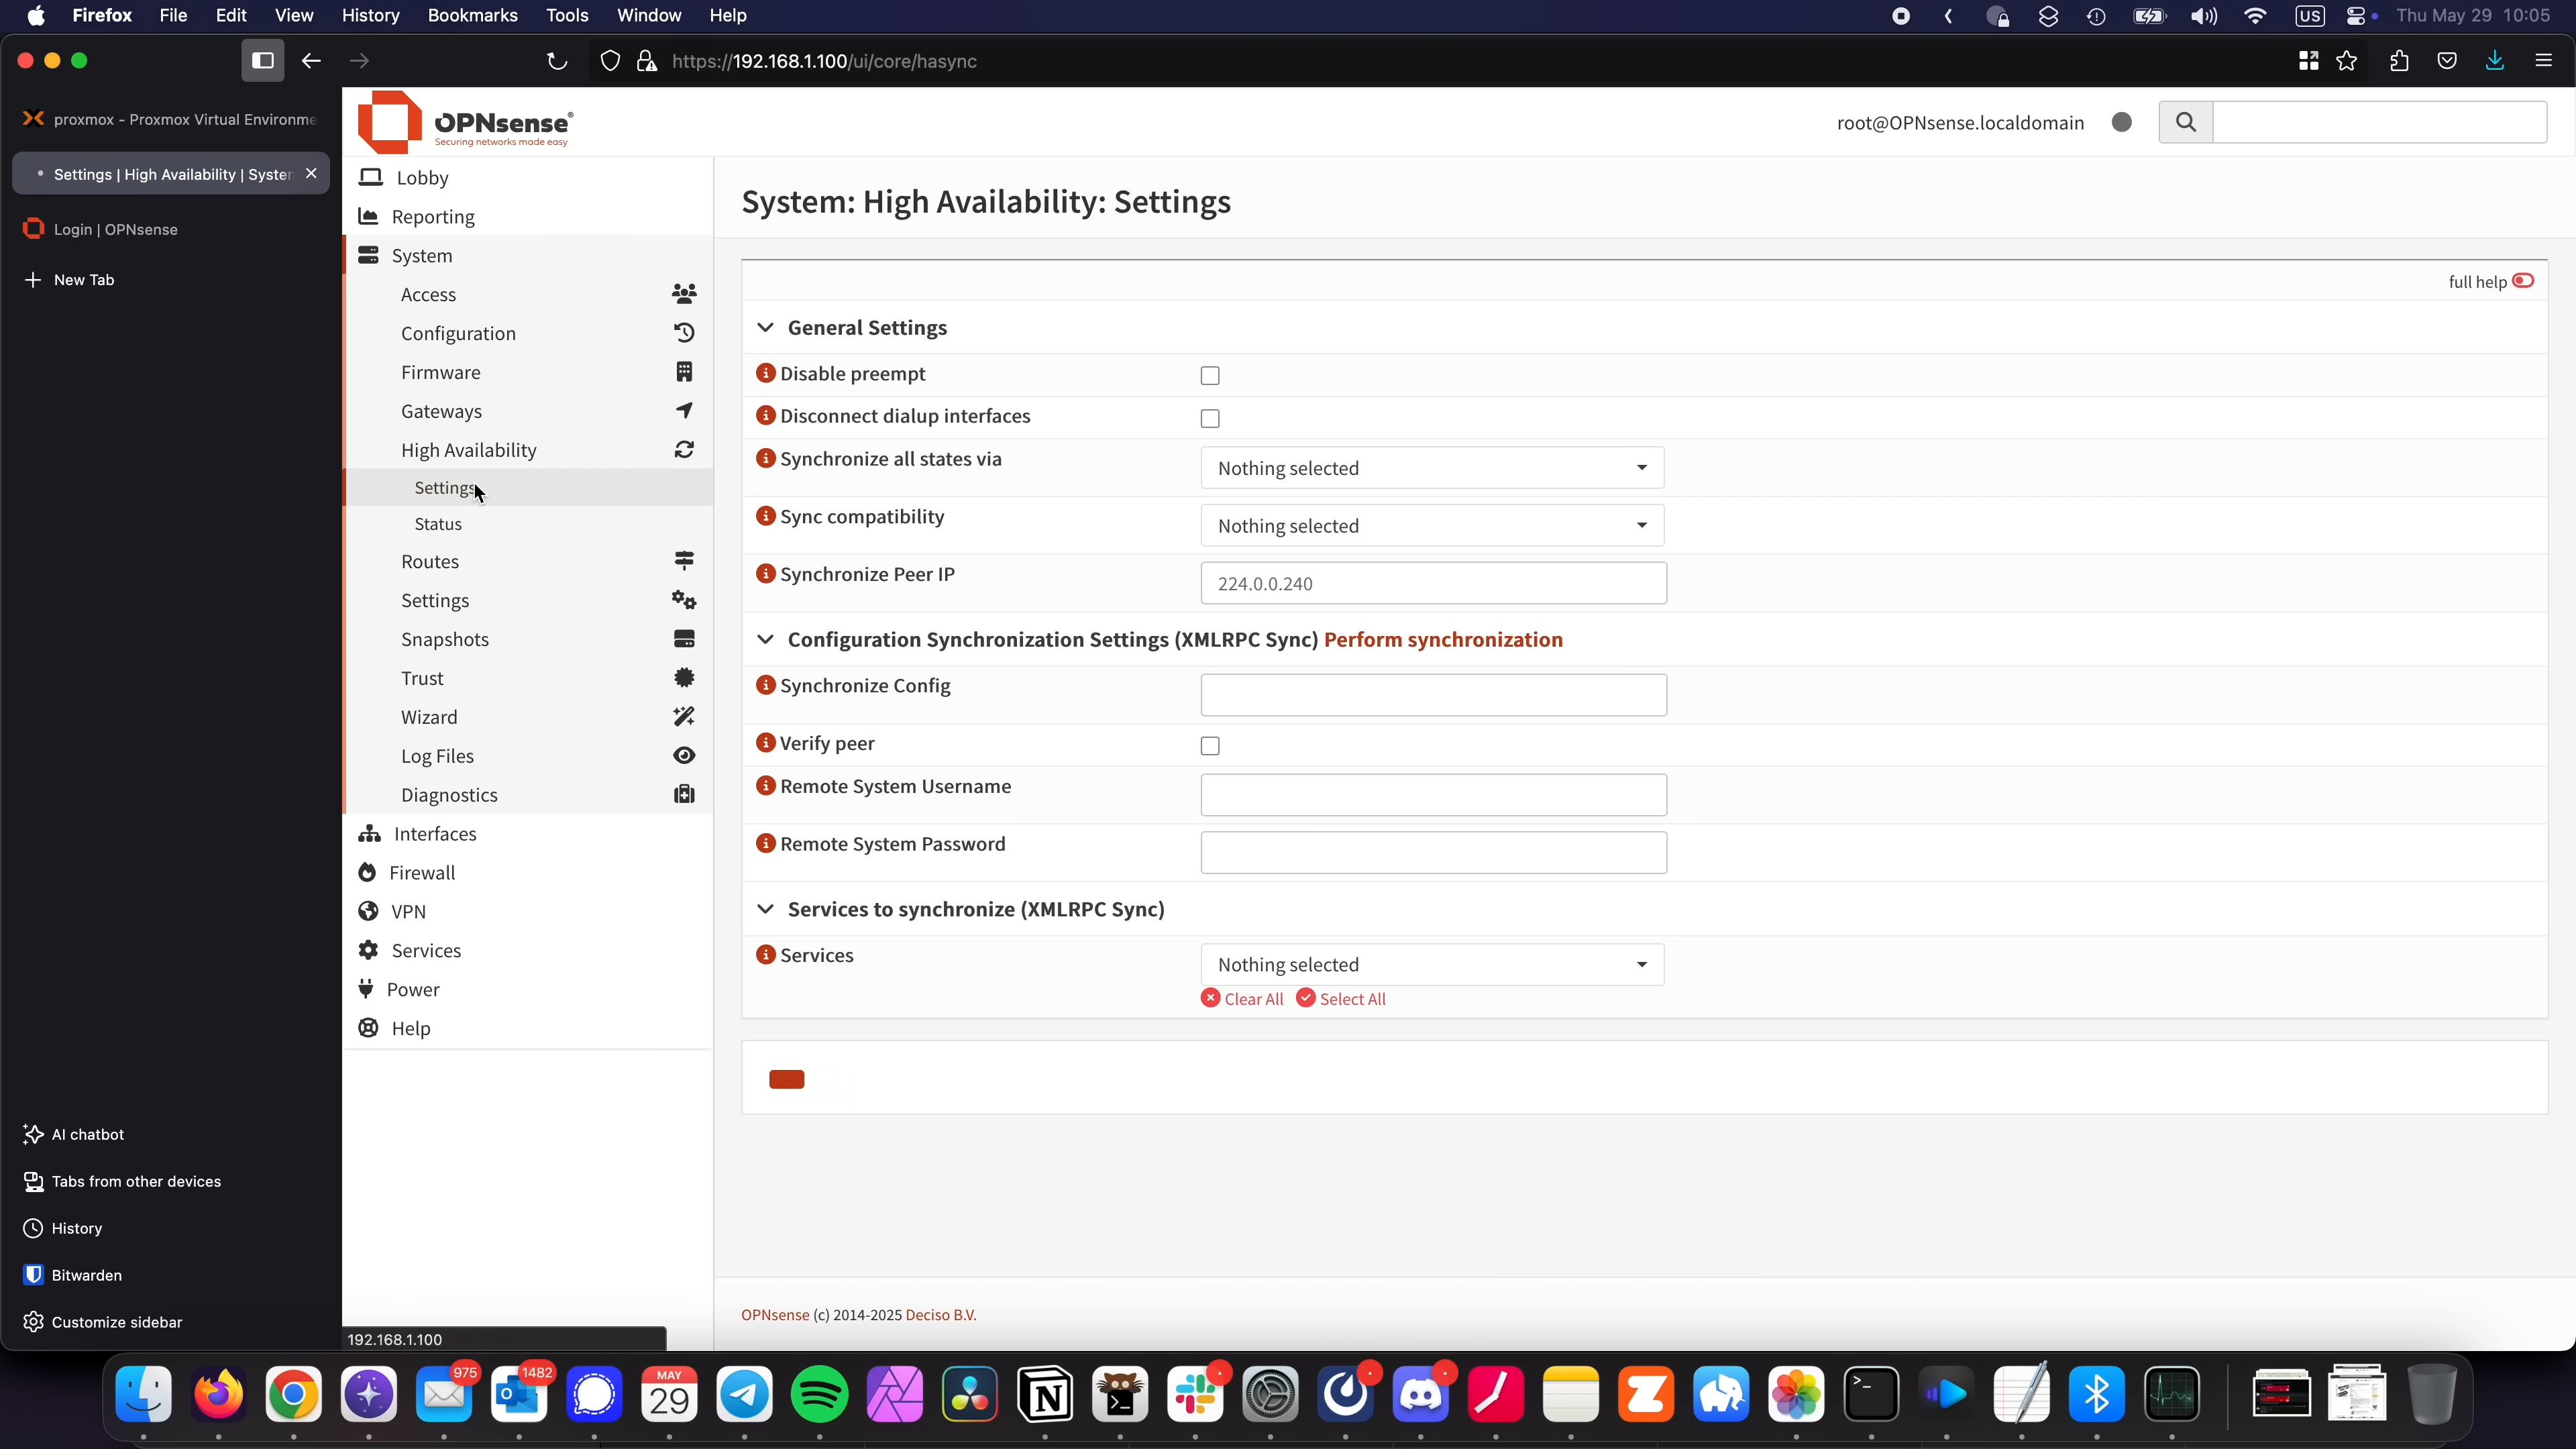 Firefox File Edit View History Bookmarks Tools Window Help
US Thu May 29 10:05
https://192.168.1.100/ui/core/hasync
proxmox - Proxmox Virtual Environme
Settings | High Availability | System
Login | OPNsense
New Tab
AI chatbot
Tabs from other devices
History
Bitwarden
Customize sidebar
OPNsense®
Securing networks made easy
root@OPNsense.localdomain
Lobby
Reporting
System
Access
Configuration
Firmware
Gateways
High Availability
Settings
Status
Routes
Settings
Snapshots
Trust
Wizard
Log Files
Diagnostics
Interfaces
Firewall
VPN
Services
Power
Help
192.168.1.100
System: High Availability: Settings
full help
General Settings
Disable preempt
Disconnect dialup interfaces
Synchronize all states via Nothing selected
Sync compatibility Nothing selected
Synchronize Peer IP 224.0.0.240
Configuration Synchronization Settings (XMLRPC Sync) Perform synchronization
Synchronize Config
Verify peer
Remote System Username
Remote System Password
Services to synchronize (XMLRPC Sync)
Services Nothing selected
Clear All Select All
OPNsense (c) 2014-2025 Deciso B.V.
975
1482
MAY
29